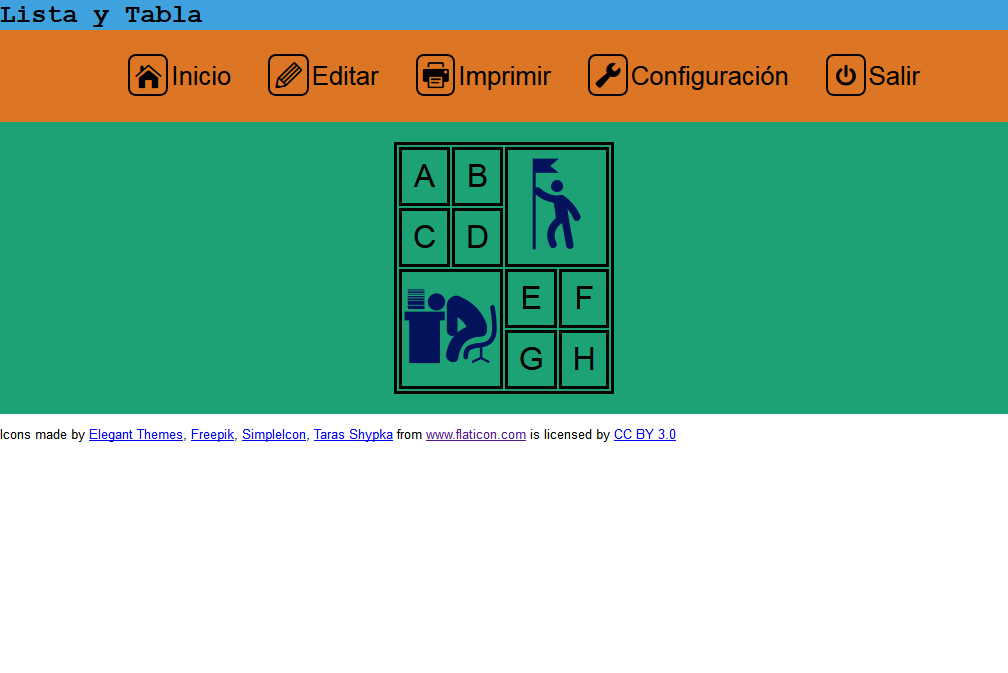 Lista y Tabla
Inicio Editar Imprimir Configuración Salir
A B
C D
E F
G H
Icons made by Elegant Themes, Freepik, SimpleIcon, Taras Shypka from www.flaticon.com is licensed by CC BY 3.0